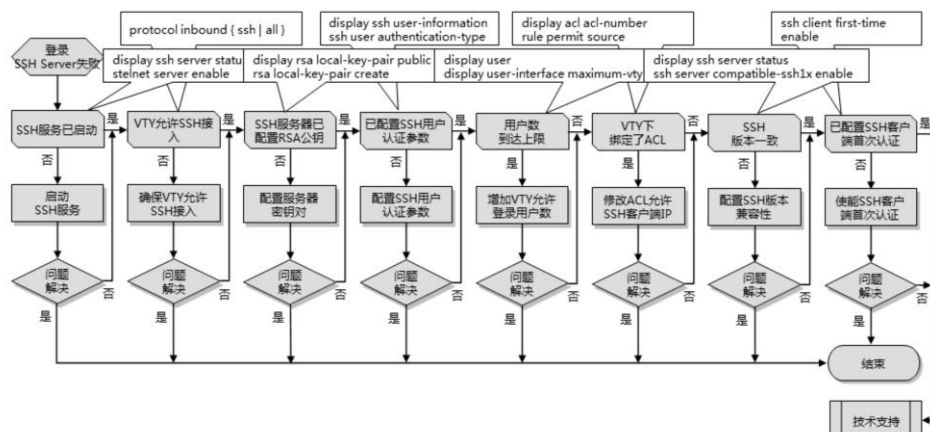 protocol inbound { ssh | all }
display ssh user-information
ssh user authentication-type
display acl acl-number
rule permit source
ssh client first-time
enable
登录
SSH Server失败
display ssh server statu
stelnet server enable
display rsa local-key-pair public
rsa local-key-pair create
display user
display user-interface maximum-vty
display ssh server status
ssh server compatible-ssh1x enable
SSH服务已启动
是
VTY允许SSH接
入
是
SSH服务器已
配置RSA公钥
是
已配置SSH用户
认证参数
是
用户数
到达上限
否
VTY下
绑定了ACL
否
SSH
版本一致
是
已配置SSH客户
端首次认证
是
否
否
否
否
是
是
否
否
启动
SSH服务
确保VTY允许
SSH接入
配置服务器
密钥对
配置SSH用户
认证参数
增加VTY允许
登录用户数
修改ACL允许
SSH客户端IP
配置SSH版本
兼容性
使能SSH客户
端首次认证
问题
解决
否
问题
解决
否
问题
解决
否
问题
解决
否
问题
解决
否
问题
解决
否
问题
解决
否
问题
解决
否
是
是
是
是
是
是
是
是
结束
技术支持